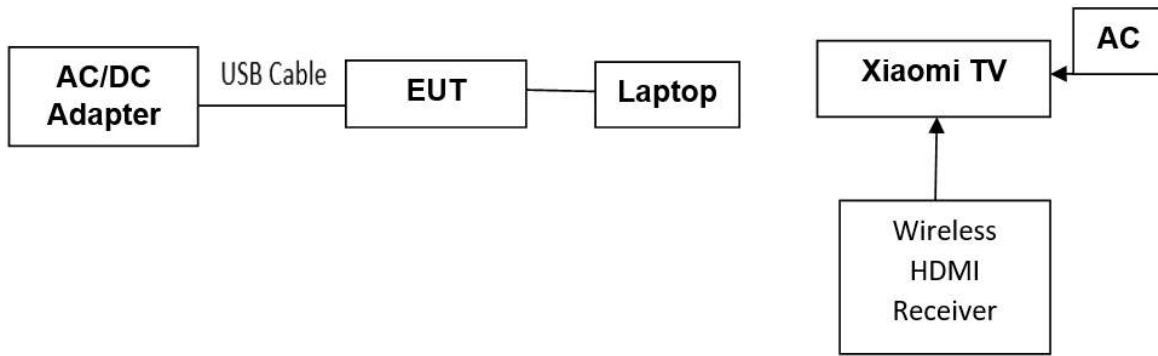 AC/DC
Adapter
USB Cable
EUT
Laptop
Xiaomi TV
AC
Wireless
HDMI
Receiver